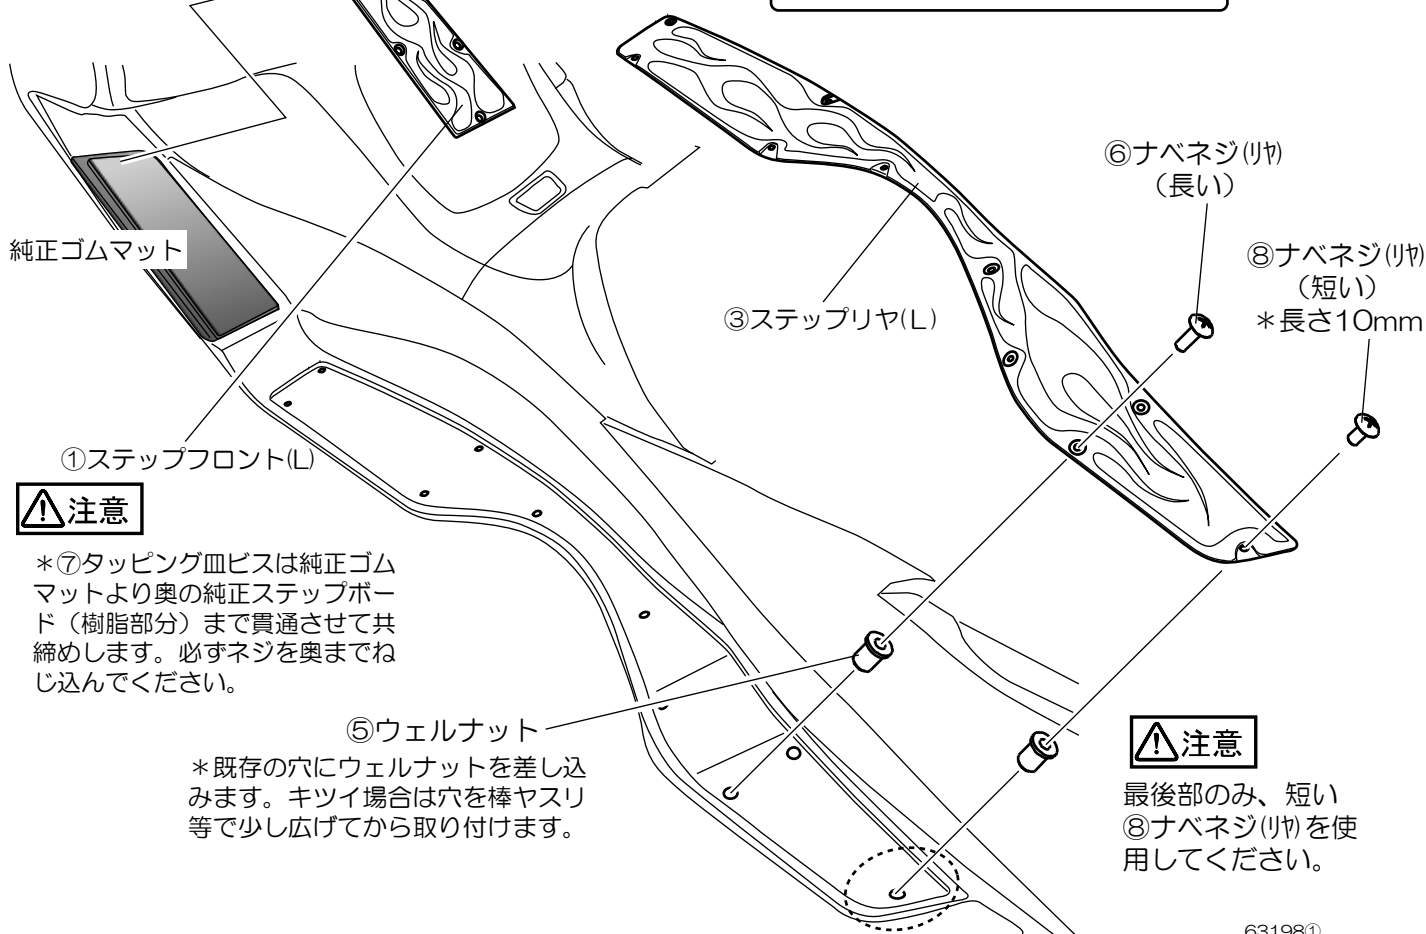 ⑥ナベネジ(リヤ)
（長い）
⑧ナベネジ(リヤ)
（短い）
＊長さ10mm
純正ゴムマット
③ステップリヤ(L)
①ステップフロント(L)
注意
＊⑦タッピング皿ビスは純正ゴム
マットより奥の純正ステップボー
ド（樹脂部分）まで貫通させて共
締めします。必ずネジを奥までね
じ込んでください。
⑤ウェルナット
＊既存の穴にウェルナットを差し込
みます。キツイ場合は穴を棒ヤスリ
等で少し広げてから取り付けます。
注意
最後部のみ、短い
⑧ナベネジ(リヤ)を使
用してください。
63198①